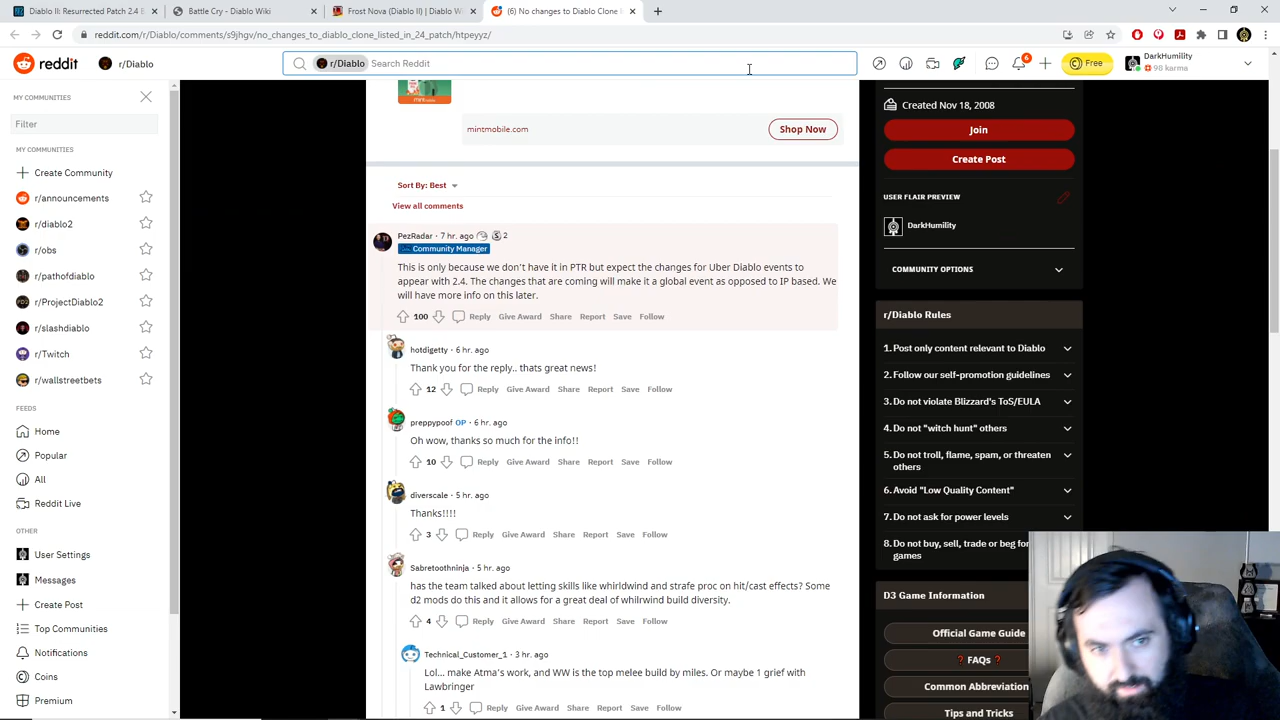 Diablo II: Resurrected Patch 2.4 B
Battle Cry - Diablo Wiki
Frost Nova (Diablo II) | Diablo W
(6) No changes to Diablo Clone l
reddit.com/r/Diablo/comments/s9jhgv/no_changes_to_diablo_clone_listed_in_24_patch/htpeyyz/
reddit
r/Diablo
r/Diablo Search Reddit
6
Free
DarkHumility
98 karma
MY COMMUNITIES
Filter
MY COMMUNITIES
Create Community
r/announcements
r/diablo2
r/obs
r/pathofdiablo
r/ProjectDiablo2
r/slashdiablo
r/Twitch
r/wallstreetbets
FEEDS
Home
Popular
All
Reddit Live
OTHER
User Settings
Messages
Create Post
Top Communities
Notifications
Coins
Premium
mintmobile.com
Shop Now
Sort By: Best
View all comments
PezRadar · 7 hr. ago 2
Community Manager
This is only because we don't have it in PTR but expect the changes for Uber Diablo events to
appear with 2.4. The changes that are coming will make it a global event as opposed to IP based. We
will have more info on this later.
100 Reply Give Award Share Report Save Follow
hotdigetty · 6 hr. ago
Thank you for the reply.. thats great news!
12 Reply Give Award Share Report Save Follow
preppypoof OP · 6 hr. ago
Oh wow, thanks so much for the info!!
10 Reply Give Award Share Report Save Follow
diverscale · 5 hr. ago
Thanks!!!!
3 Reply Give Award Share Report Save Follow
Sabretoothninja · 5 hr. ago
has the team talked about letting skills like whirldwind and strafe proc on hit/cast effects? Some
d2 mods do this and it allows for a great deal of whilrwind build diversity.
4 Reply Give Award Share Report Save Follow
Technical_Customer_1 · 3 hr. ago
Lol... make Atma's work, and WW is the top melee build by miles. Or maybe 1 grief with
Lawbringer
1 Reply Give Award Share Report Save Follow
Created Nov 18, 2008
Join
Create Post
USER FLAIR PREVIEW
DarkHumility
COMMUNITY OPTIONS
r/Diablo Rules
1. Post only content relevant to Diablo
2. Follow our self-promotion guidelines
3. Do not violate Blizzard's ToS/EULA
4. Do not "witch hunt" others
5. Do not troll, flame, spam, or threaten
others
6. Avoid "Low Quality Content"
7. Do not ask for power levels
8. Do not buy, sell, trade or beg for
games
D3 Game Information
Official Game Guide
? FAQs ?
Common Abbreviation
Tips and Tricks